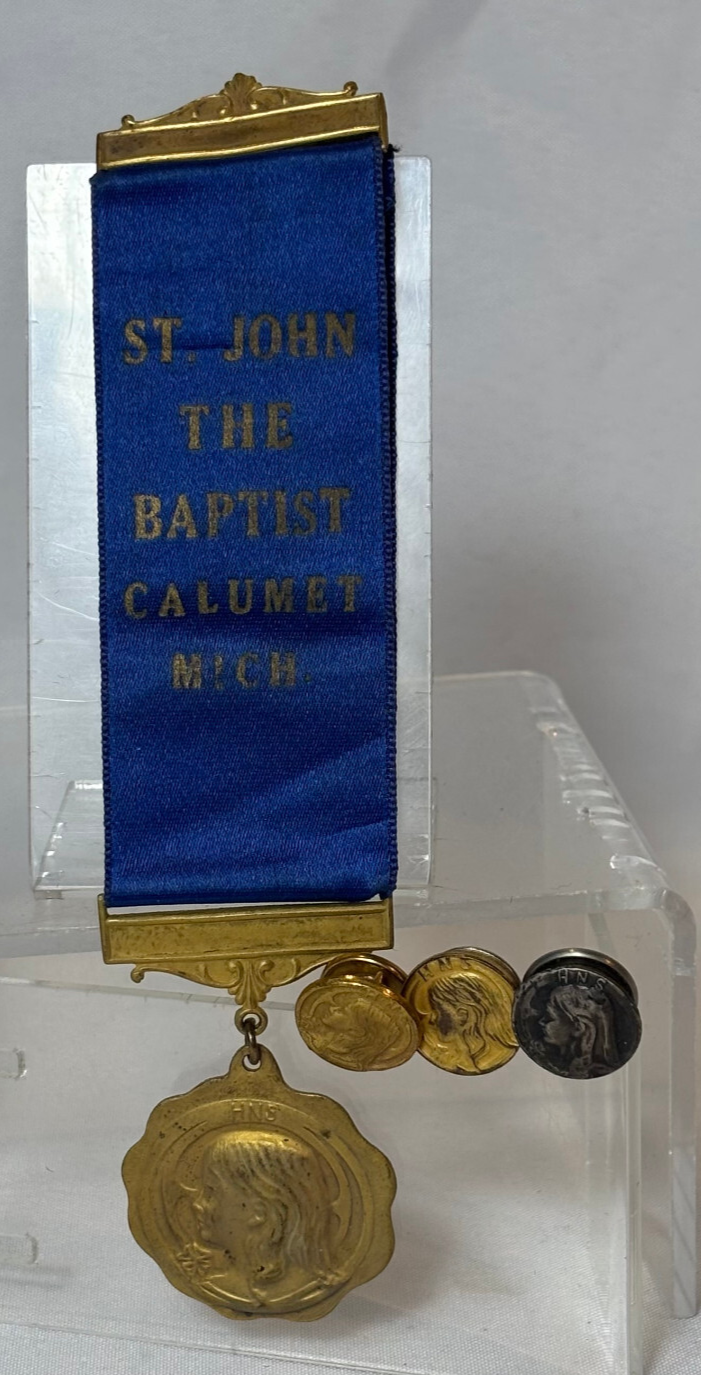 ST. JOHN
THE
BAPTIST
CALUMET
MICH.
HNS
HNS
HNS